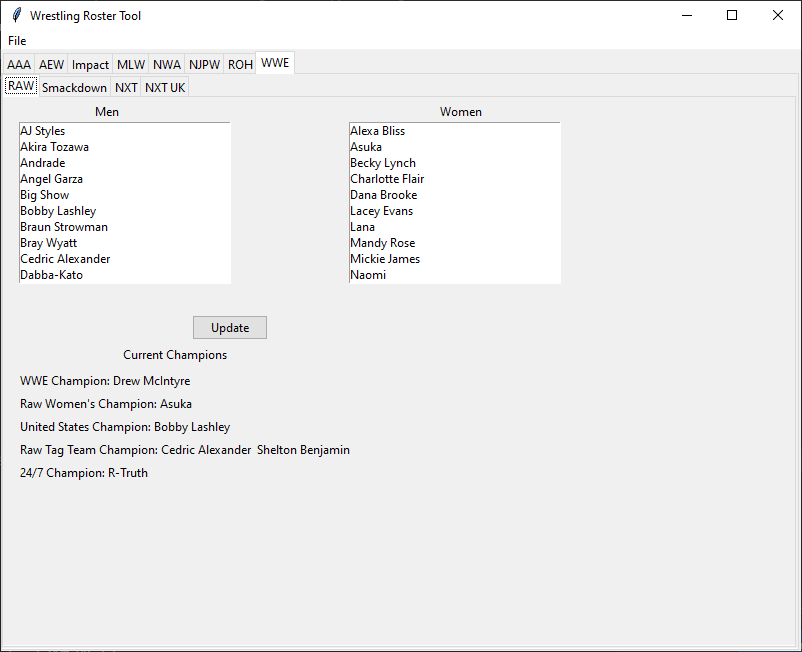 Wrestling Roster Tool
File
AAA AEW Impact MLW NWA NJPW ROH WWE
RAW Smackdown NXT NXT UK
Men Women
AJ Styles
Akira Tozawa
Andrade
Angel Garza
Big Show
Bobby Lashley
Braun Strowman
Bray Wyatt
Cedric Alexander
Dabba-Kato
Alexa Bliss
Asuka
Becky Lynch
Charlotte Flair
Dana Brooke
Lacey Evans
Lana
Mandy Rose
Mickie James
Naomi
Update
Current Champions
WWE Champion: Drew McIntyre
Raw Women's Champion: Asuka
United States Champion: Bobby Lashley
Raw Tag Team Champion: Cedric Alexander  Shelton Benjamin
24/7 Champion: R-Truth